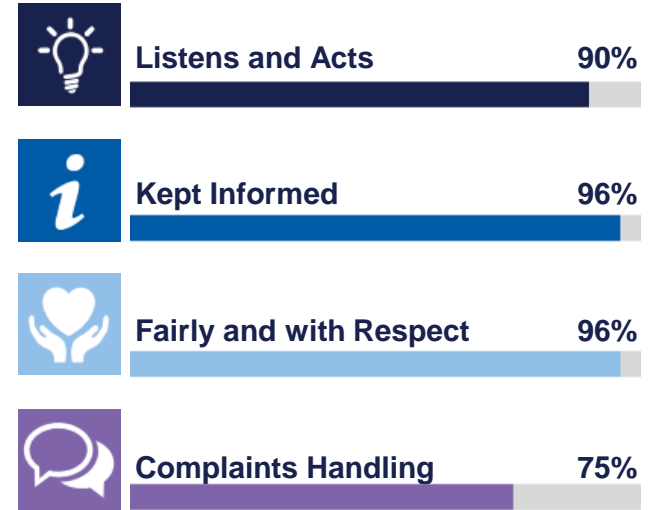 Listens and Acts 90%
Kept Informed 96%
Fairly and with Respect 96%
Complaints Handling 75%